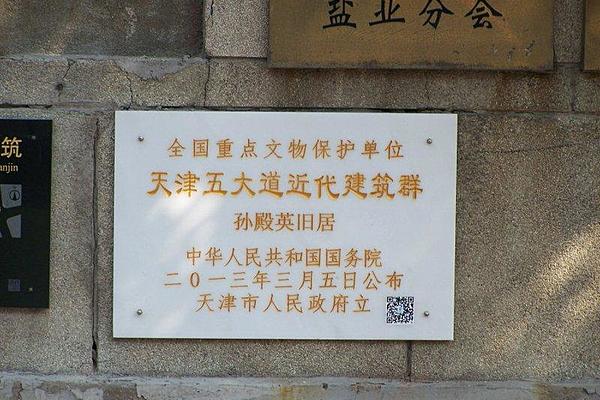 盐业分会
筑
anjin
全国重点文物保护单位
天津五大道近代建筑群
孙殿英旧居
中华人民共和国国务院
二〇一三年三月五日公布
天津市人民政府立